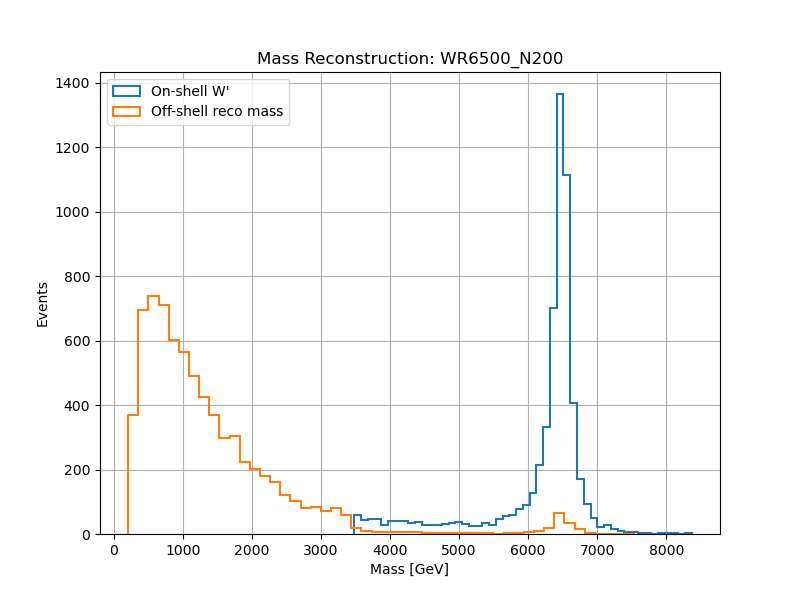 Mass Reconstruction: WR6500_N200
On-shell W'
Off-shell reco mass
1400
1200
1000
800
600
400
200
0
Events
0 1000 2000 3000 4000 5000 6000 7000 8000
Mass [GeV]